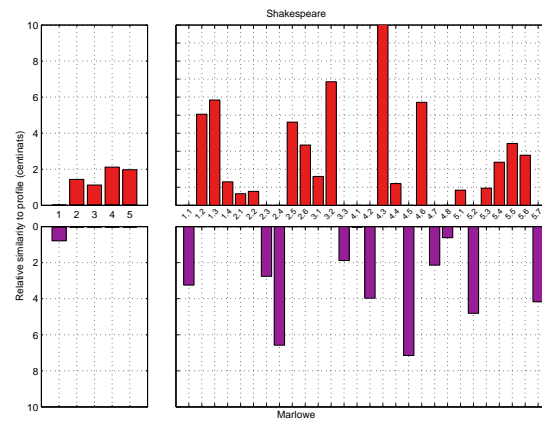 Shakespeare
10
8
6
4
2
0
1 2 3 4 5
1.1 1.2 1.3 1.4 2.1 2.2 2.3 2.4 2.5 2.6 3.1 3.2 3.3 4.1 4.2 4.3 4.4 4.5 4.6 4.7 4.8 5.1 5.2 5.3 5.4 5.5 5.6 5.7
Relative similarity to profile (centinats)
0
2
4
6
8
10
Marlowe